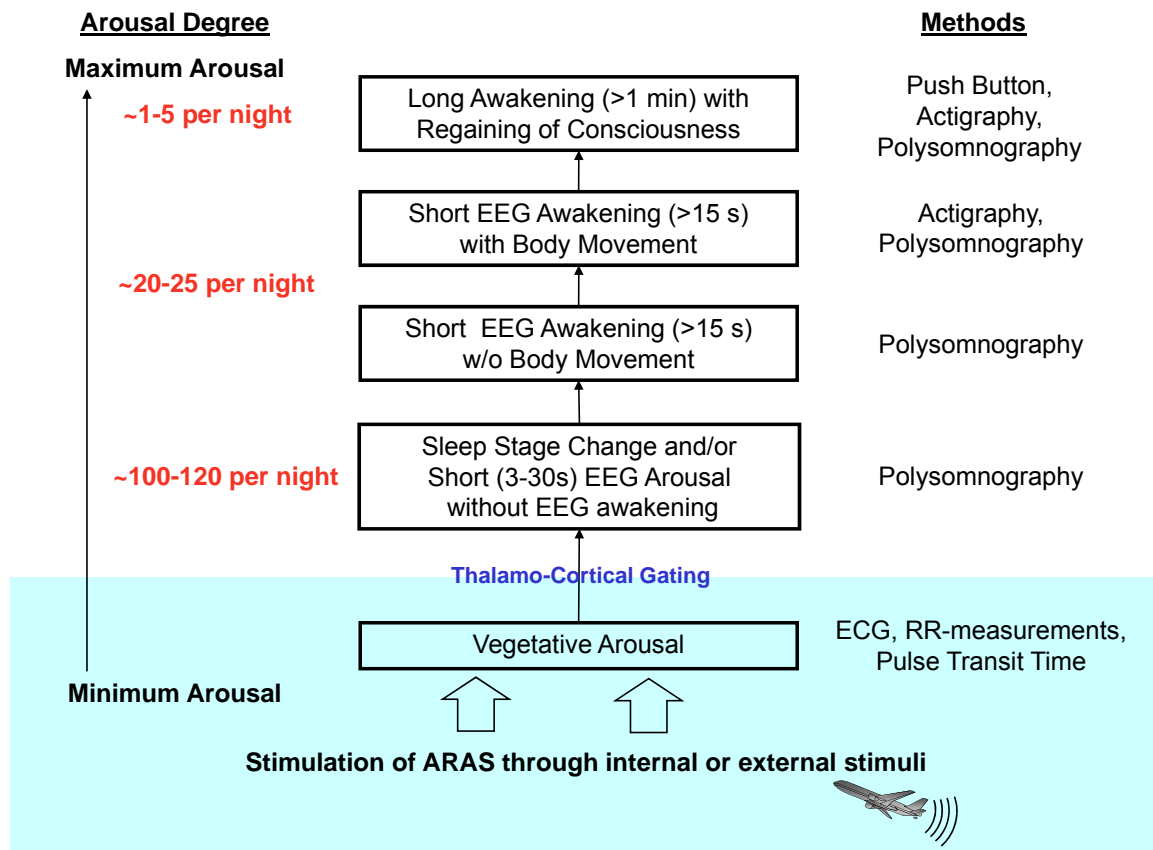 Arousal Degree
Methods
Maximum Arousal
~1-5 per night
Long Awakening (>1 min) with
Regaining of Consciousness
Push Button,
Actigraphy,
Polysomnography
Short EEG Awakening (>15 s)
with Body Movement
Actigraphy,
Polysomnography
~20-25 per night
Short EEG Awakening (>15 s)
w/o Body Movement
Polysomnography
~100-120 per night
Sleep Stage Change and/or
Short (3-30s) EEG Arousal
without EEG awakening
Polysomnography
Thalamo-Cortical Gating
Vegetative Arousal
ECG, RR-measurements,
Pulse Transit Time
Minimum Arousal
Stimulation of ARAS through internal or external stimuli